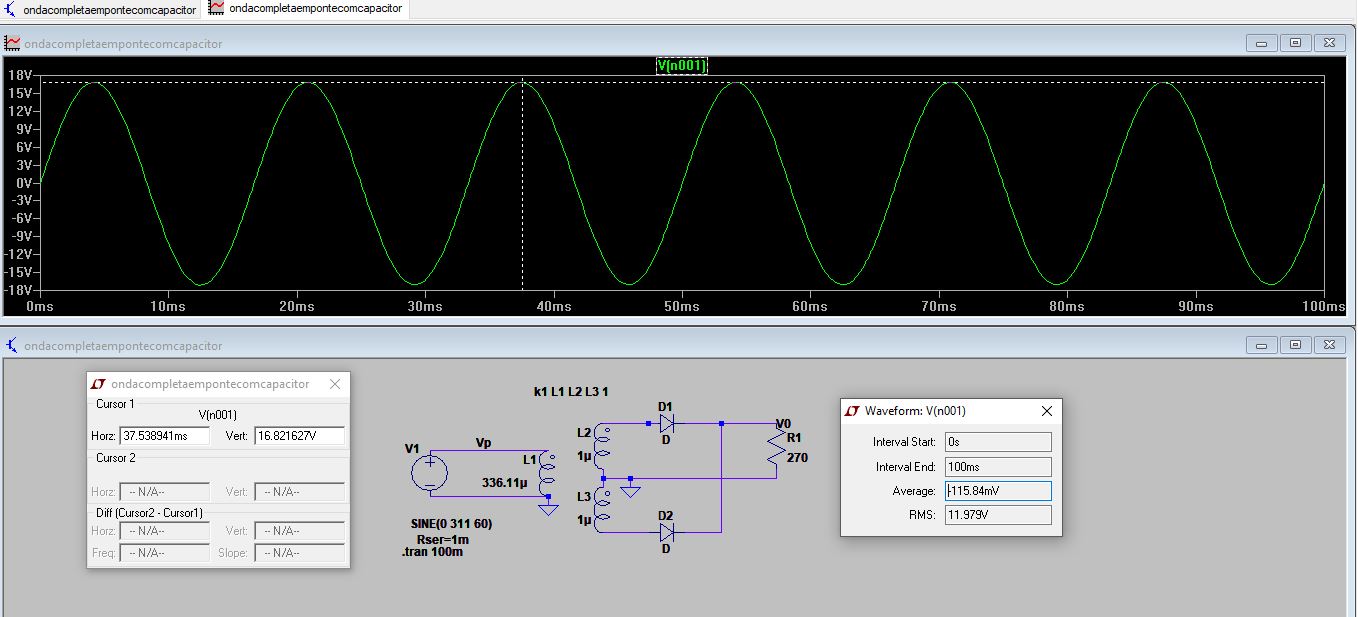 ondacompletaempontecomcapacitor
ondacompletaempontecomcapacitor
ondacompletaempontecomcapacitor
V(n001)
18V
15V
12V
9V
6V
3V
0V
-3V
-6V
-9V
-12V
-15V
-18V
0ms 10ms 20ms 30ms 40ms 50ms 60ms 70ms 80ms 90ms 100ms
ondacompletaempontecomcapacitor
ondacompletaempontecomcapacitor
Cursor 1
V(n001)
Horz: 37.538941ms Vert: 16.821627V
Cursor 2
Horz: -- N/A-- Vert: -- N/A--
Diff (Cursor2 - Cursor1)
Horz: -- N/A-- Vert: -- N/A--
Freq: -- N/A-- Slope: -- N/A--
k1 L1 L2 L3 1
V1
Vp
L1
336.11µ
L2
1µ
L3
1µ
D1
D
D2
D
V0
R1
270
SINE(0 311 60)
Rser=1m
.tran 100m
Waveform: V(n001)
Interval Start: 0s
Interval End: 100ms
Average: -115.84mV
RMS: 11.979V